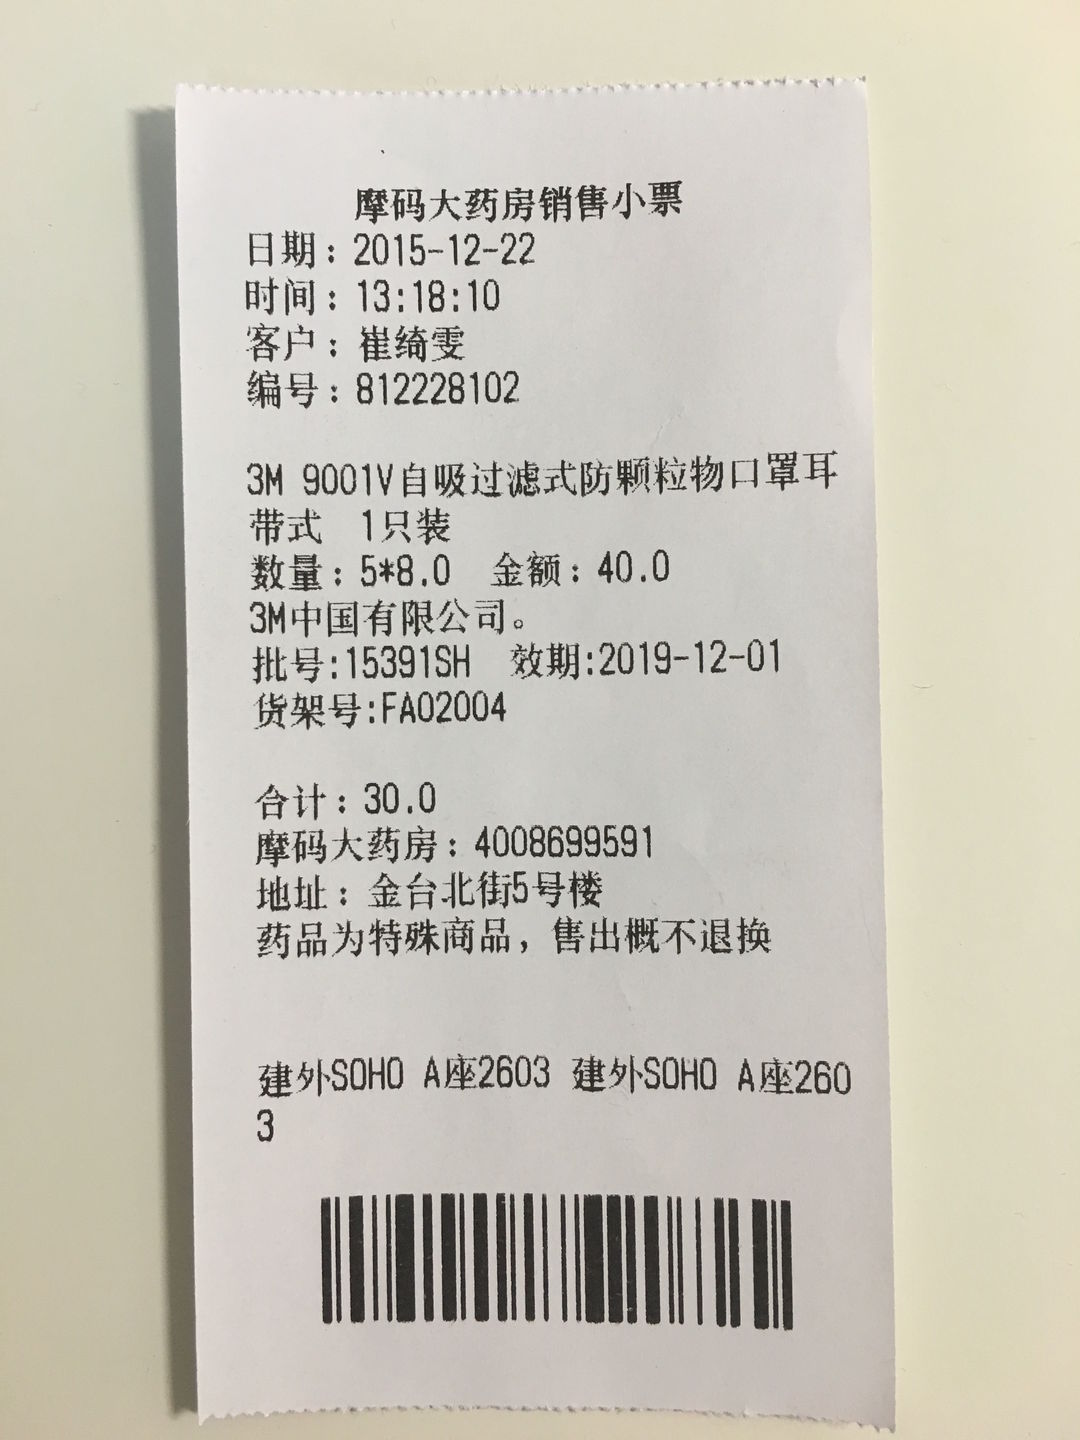 摩码大药房销售小票
日期：2015-12-22
时间：13:18:10
客户：崔绮雯
编号：812228102
3M 9001V自吸过滤式防颗粒物口罩耳
带式 1只装
数量：5*8.0 金额：40.0
3M中国有限公司。
批号:15391SH 效期:2019-12-01
货架号:FA02004
合计：30.0
摩码大药房：4008699591
地址：金台北街5号楼
药品为特殊商品，售出概不退换
建外SOHO A座2603 建外SOHO A座260
3